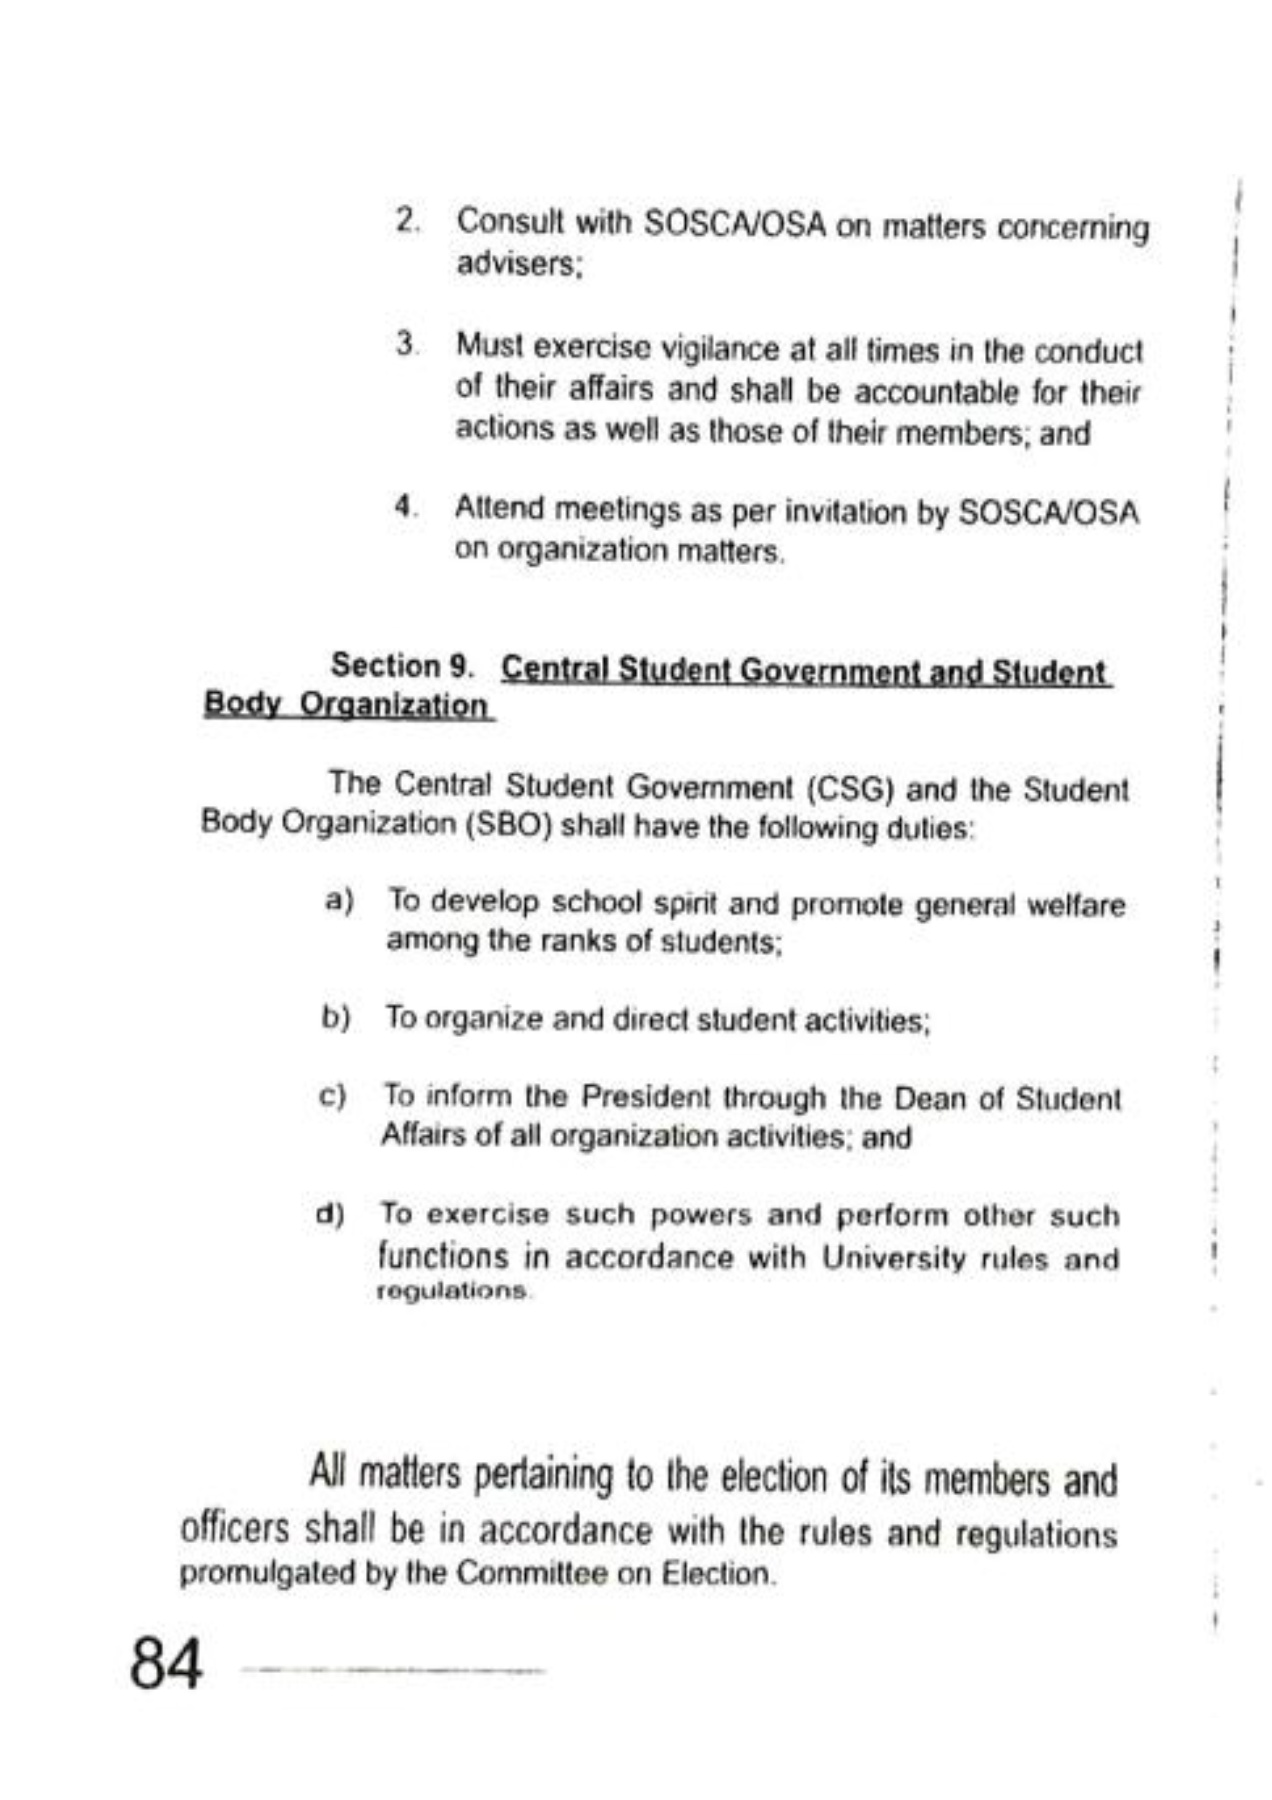 2. Consult with SOSCA/OSA on matters concerning
advisers;
3. Must exercise vigilance at all times in the conduct
of their affairs and shall be accountable for their
actions as well as those of their members; and
4. Attend meetings as per invitation by SOSCA/OSA
on organization matters.
Section 9. Central Student Government and Student
Body Organization
The Central Student Government (CSG) and the Student
Body Organization (SBO) shall have the following duties:
a) To develop school spirit and promote general welfare
among the ranks of students;
b) To organize and direct student activities;
c) To inform the President through the Dean of Student
Affairs of all organization activities; and
d) To exercise such powers and perform other such
functions in accordance with University rules and
regulations.
All matters pertaining to the election of its members and
officers shall be in accordance with the rules and regulations
promulgated by the Committee on Election.
84